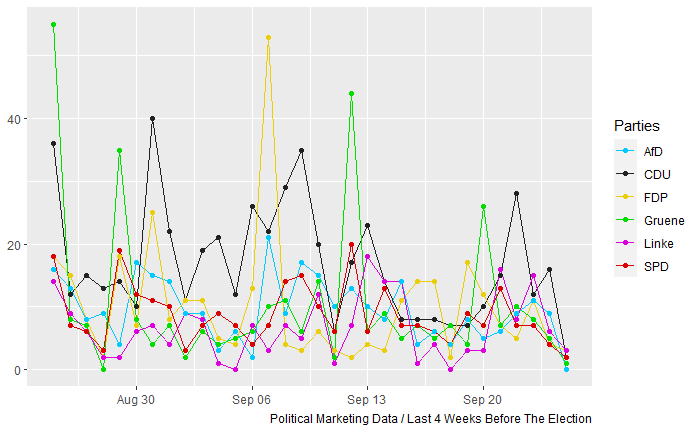 40
20
0
Aug 30
Sep 06
Sep 13
Sep 20
Political Marketing Data / Last 4 Weeks Before The Election
Parties
AfD
CDU
FDP
Gruene
Linke
SPD